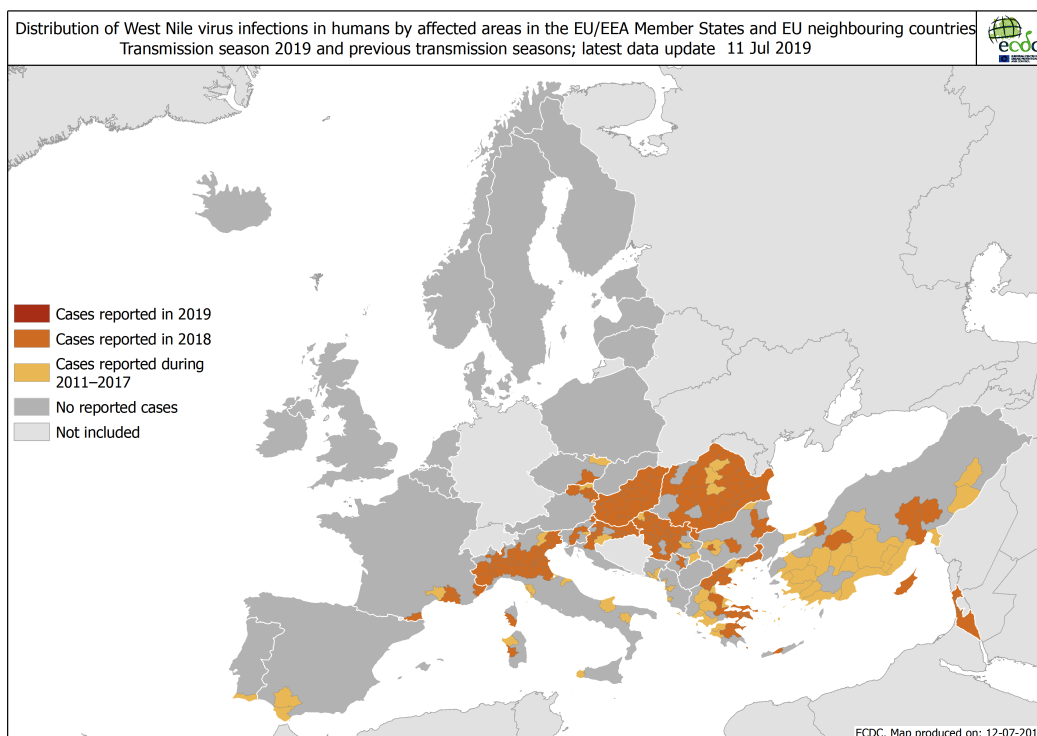 Distribution of West Nile virus infections in humans by affected areas in the EU/EEA Member States and EU neighbouring countries
Transmission season 2019 and previous transmission seasons; latest data update 11 Jul 2019
ecdc
Cases reported in 2019
Cases reported in 2018
Cases reported during
2011–2017
No reported cases
Not included
ECDC. Map produced on: 12-07-201